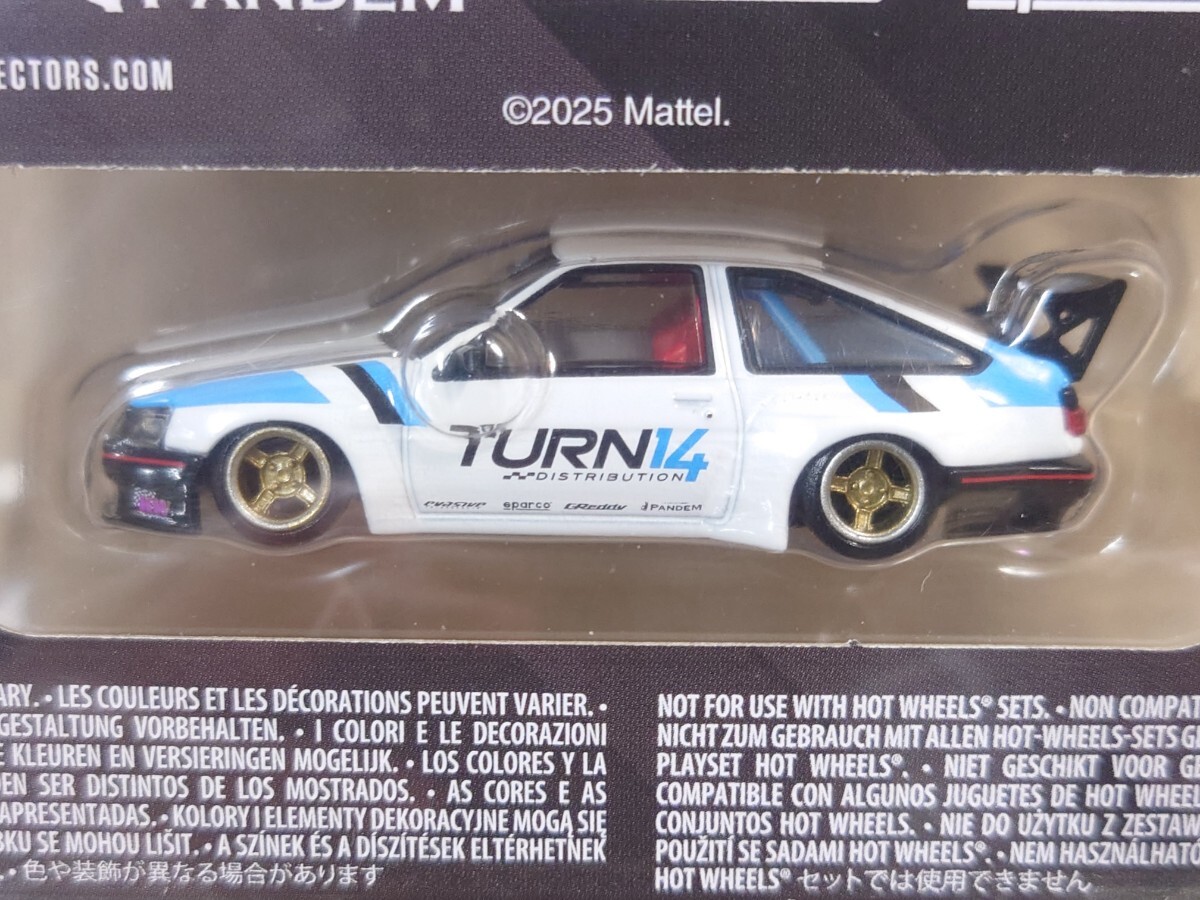 PANDEM
ECTORS.COM
©2025 Mattel.
TURN14
DISTRIBUTION
evasive sparco GReddy PANDEM
ARY. • LES COULEURS ET LES DÉCORATIONS PEUVENT VARIER. •
GESTALTUNG VORBEHALTEN. • I COLORI E LE DECORAZIONI
E KLEUREN EN VERSIERINGEN MOGELIJK. • LOS COLORES Y LA
DEN SER DISTINTOS DE LOS MOSTRADOS. • AS CORES E AS
APRESENTADAS. • KOLORY I ELEMENTY DEKORACYJNE MOGĄ SIĘ
BKU SE MOHOU LIŠIT. • A SZÍNEK ÉS A DÍSZÍTÉSEK ELTÉRHETNEK
• 色や装飾が異なる場合があります
NOT FOR USE WITH HOT WHEELS® SETS. • NON COMPAT
NICHT ZUM GEBRAUCH MIT ALLEN HOT-WHEELS-SETS G
PLAYSET HOT WHEELS®. • NIET GESCHIKT VOOR GE
COMPATIBLE CON ALGUNOS JUGUETES DE HOT WHEE
CONJUNTOS HOT WHEELS. • NIE DO UŻYTKU Z ZESTAW
POUŽITÍ SE SADAMI HOT WHEELS®. • NEM HASZNÁLHATÓ
HOT WHEELS® セットでは使用できません